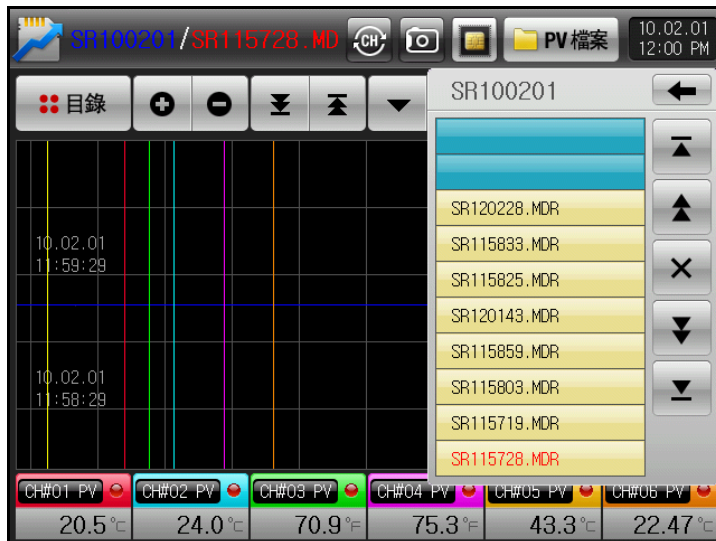 SR100201/SR115728.MD
CH
PV檔案
10.02.01
12:00 PM
目錄
SR100201
SR120228.MDR
SR115833.MDR
SR115825.MDR
SR120143.MDR
SR115859.MDR
SR115803.MDR
SR115719.MDR
SR115728.MDR
10.02.01
11:59:29
10.02.01
11:58:29
CH#01 PV
CH#02 PV
CH#03 PV
CH#04 PV
CH#05 PV
CH#06 PV
20.5℃
24.0℃
70.9℉
75.3℉
43.3℃
22.47℃